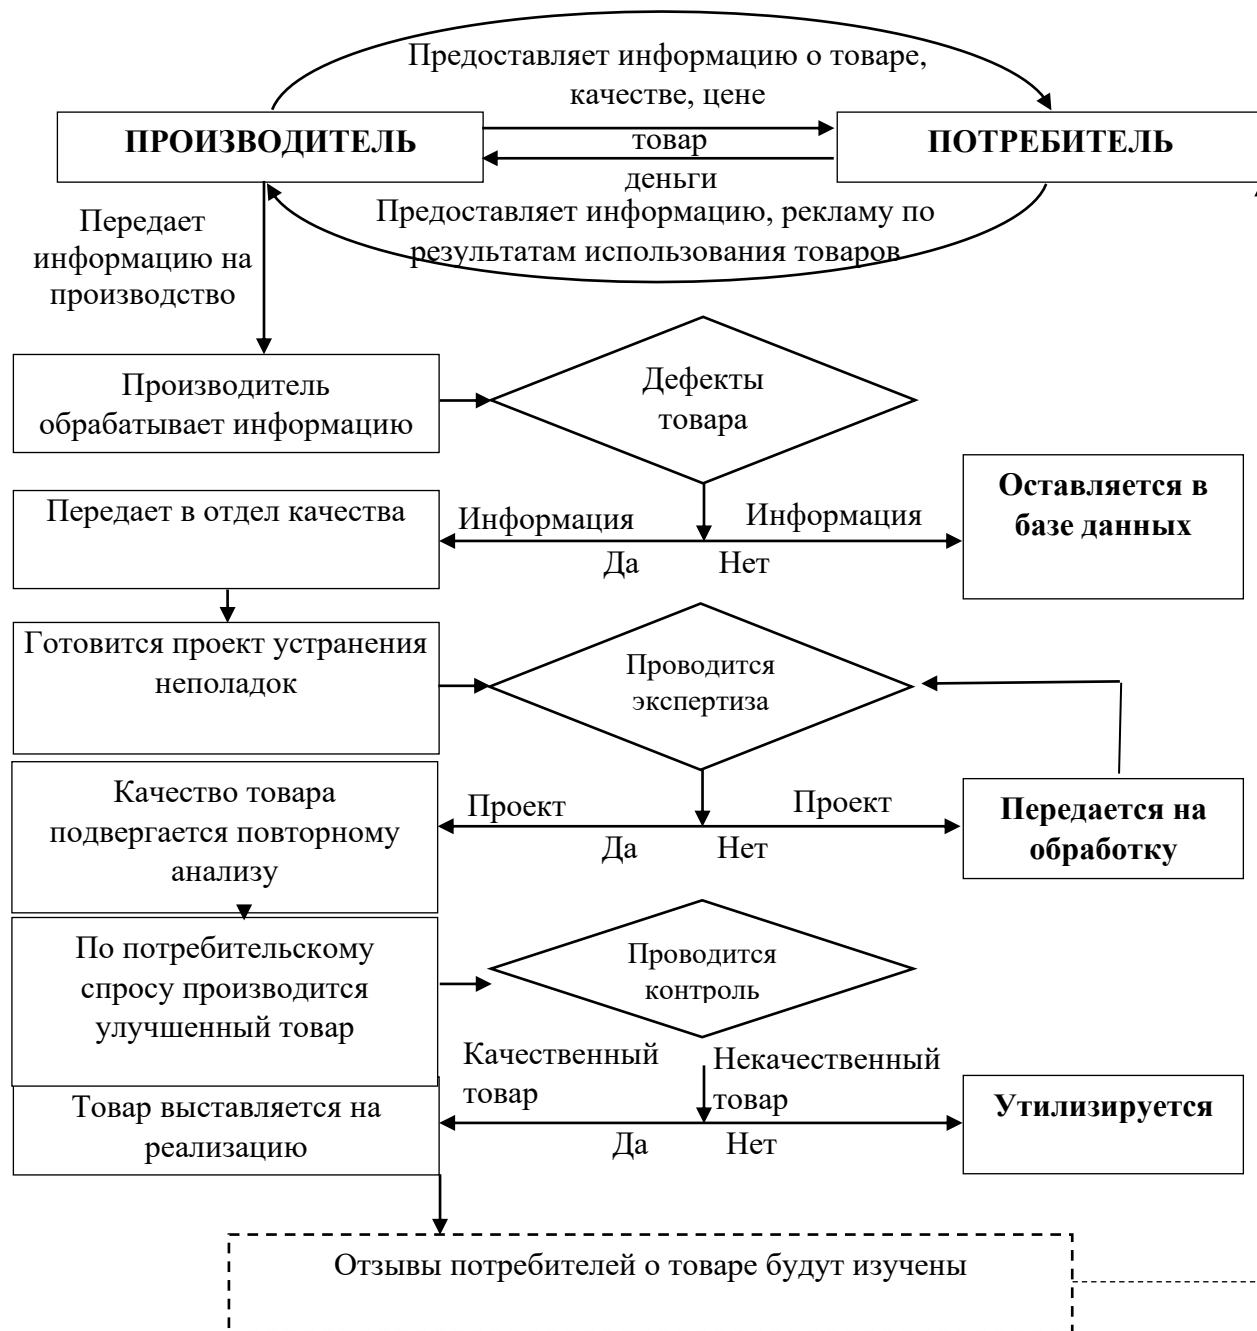 Предоставляет информацию о товаре,
качестве, цене
ПРОИЗВОДИТЕЛЬ
товар
ПОТРЕБИТЕЛЬ
деньги
Предоставляет информацию, рекламу по
результатам использования товаров
Передает
информацию на
производство
Производитель
обрабатывает информацию
Дефекты
товара
Передает в отдел качества
Информация
Информация
Да
Нет
Оставляется в
базе данных
Готовится проект устранения
неполадок
Проводится
экспертиза
Качество товара
подвергается повторному
анализу
Проект
Проект
Да
Нет
Передается на
обработку
По потребительскому
спросу производится
улучшенный товар
Проводится
контроль
Качественный
товар
Некачественный
товар
Да
Нет
Товар выставляется на
реализацию
Утилизируется
Отзывы потребителей о товаре будут изучены